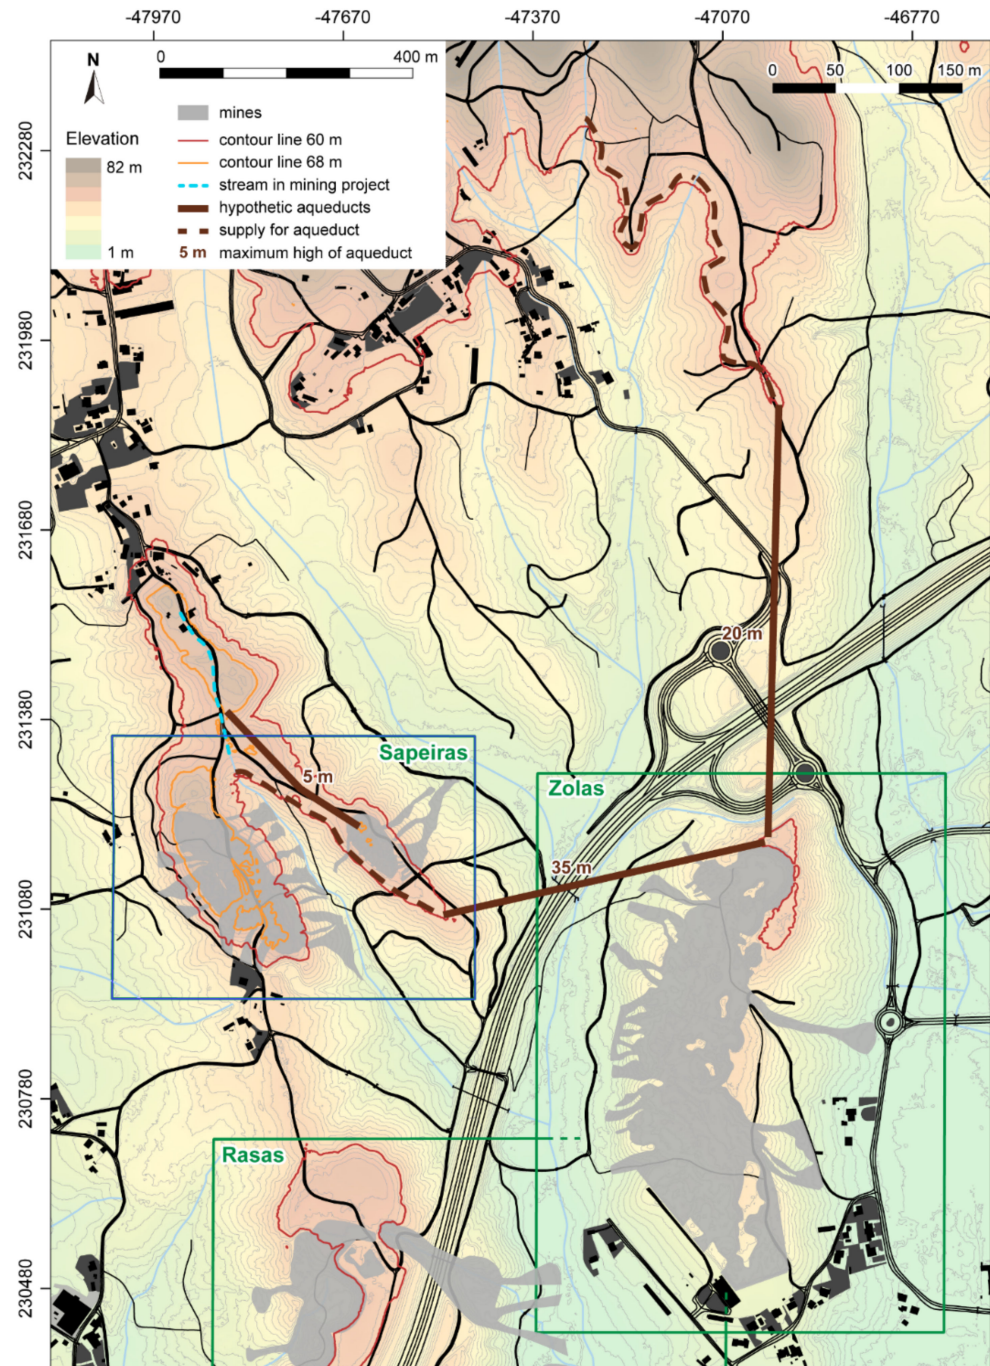 -47970 -47670 -47370 -47070 -46770
N
0 400 m
0 50 100 150 m
mines
Elevation
82 m
1 m
contour line 60 m
contour line 68 m
stream in mining project
hypothetic aqueducts
supply for aqueduct
5 m maximum high of aqueduct
232280
231980
231680
231380
231080
230780
230480
20 m
Sapeiras
5 m
Zolas
35 m
Rasas